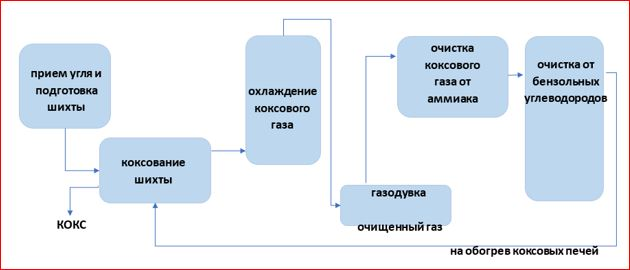 прием угля и
подготовка
шихты
коксование
шихты
КОКС
охлаждение
коксового
газа
газодувка
очищенный газ
очистка
коксового
газа от
аммиака
очистка от
бензольных
углеводородов
на обогрев коксовых печей